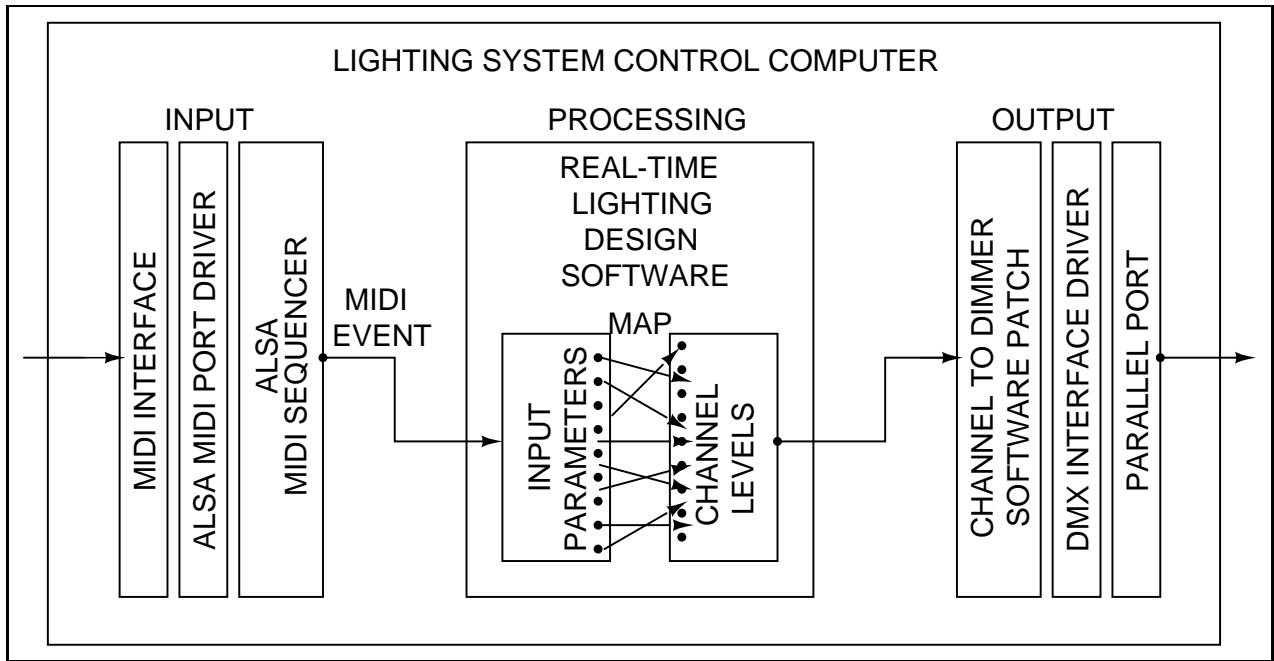 LIGHTING SYSTEM CONTROL COMPUTER
INPUT
MIDI INTERFACE
ALSA MIDI PORT DRIVER
ALSA
MIDI SEQUENCER
MIDI
EVENT
PROCESSING
REAL-TIME
LIGHTING
DESIGN
SOFTWARE
MAP
INPUT
PARAMETERS
CHANNEL
LEVELS
OUTPUT
CHANNEL TO DIMMER
SOFTWARE PATCH
DMX INTERFACE DRIVER
PARALLEL PORT